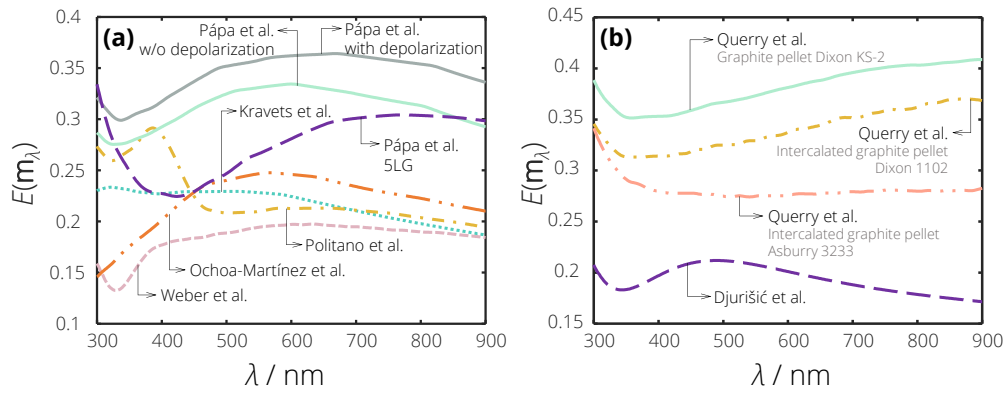 (a)
E(mλ)
0.4
0.35
0.3
0.25
0.2
0.15
0.1
Pápa et al.
w/o depolarization
Pápa et al.
with depolarization
Kravets et al.
Pápa et al.
5LG
Politano et al.
Ochoa-Martínez et al.
Weber et al.
300 400 500 600 700 800 900
λ / nm
(b)
E(mλ)
0.45
0.4
0.35
0.3
0.25
0.2
0.15
Querry et al.
Graphite pellet Dixon KS-2
Querry et al.
Intercalated graphite pellet
Dixon 1102
Querry et al.
Intercalated graphite pellet
Asburry 3233
Djurišić et al.
300 400 500 600 700 800 900
λ / nm